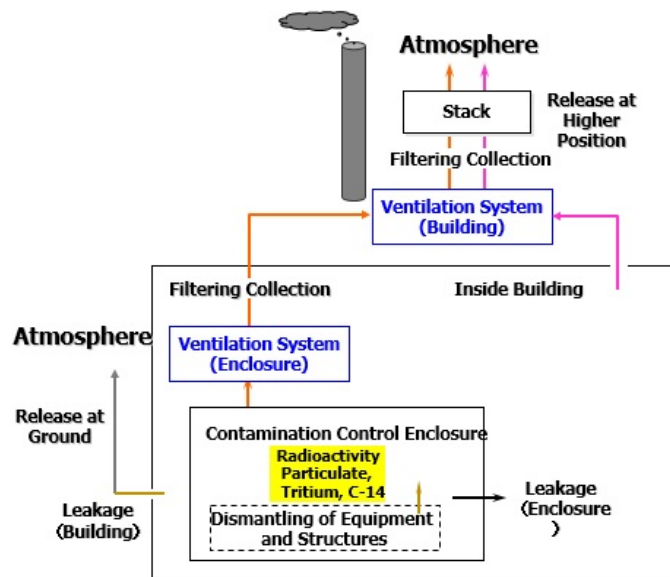 Atmosphere
Stack
Release at
Higher
Position
Filtering Collection
Ventilation System
(Building)
Filtering Collection
Inside Building
Atmosphere
Ventilation System
(Enclosure)
Release at
Ground
Contamination Control Enclosure
Radioactivity
Particulate,
Tritium, C-14
Leakage
(Building)
Leakage
(Enclosure
)
Dismantling of Equipment
and Structures